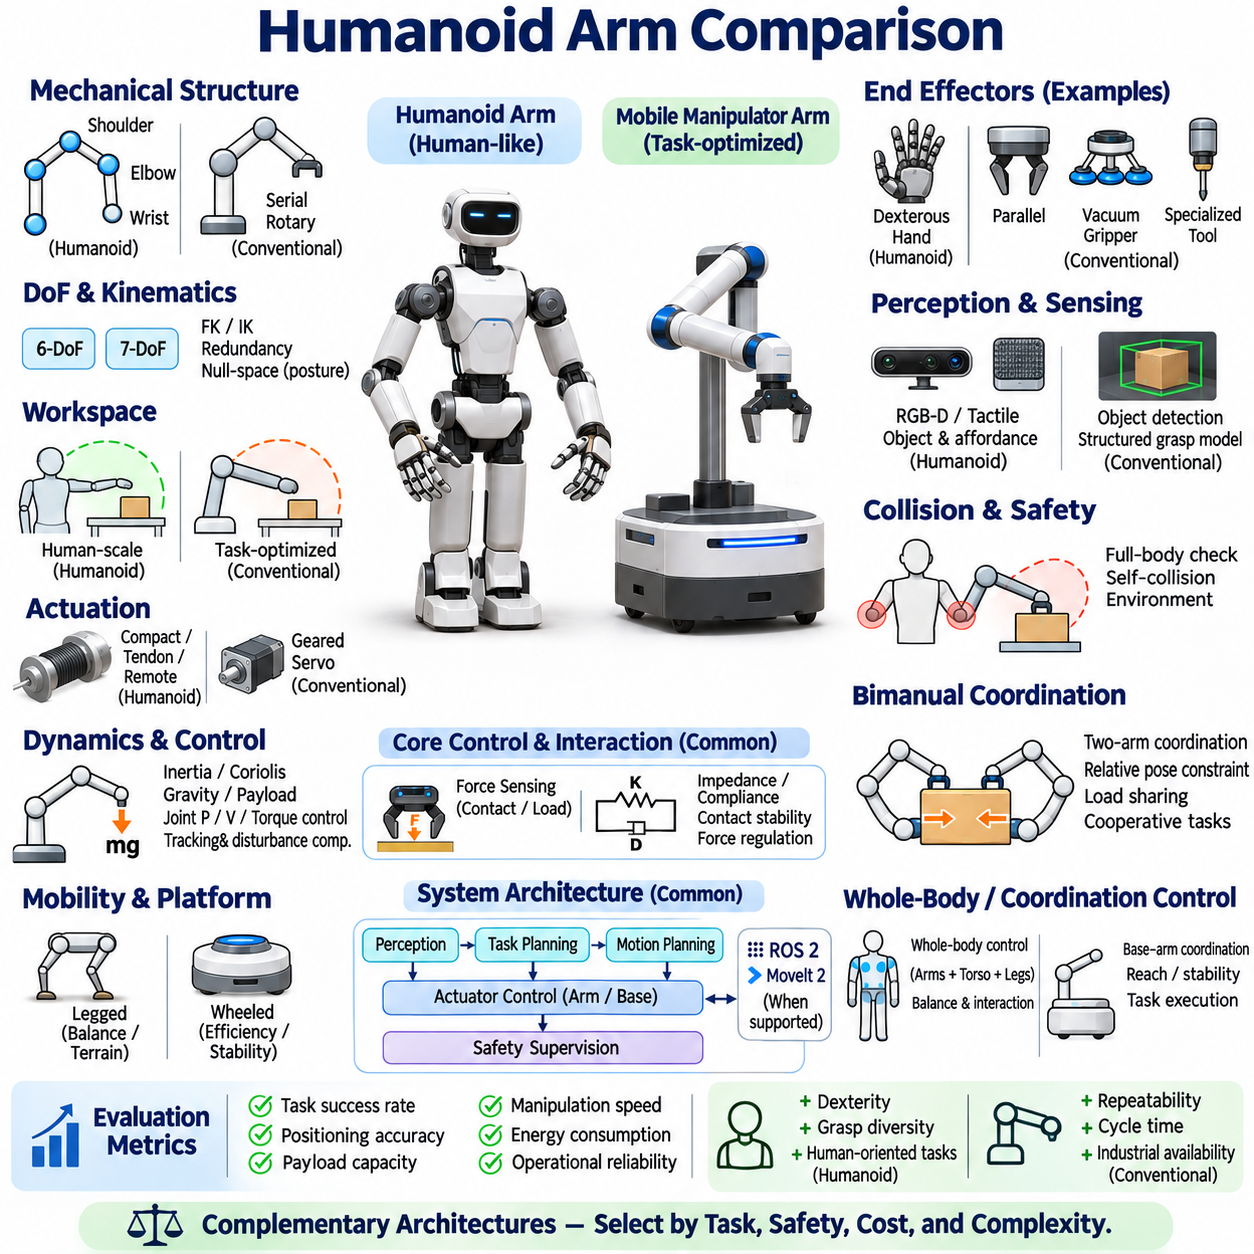 Humanoid Arm Comparison
Mechanical Structure
Shoulder
Elbow
Wrist
(Humanoid)
Serial
Rotary
(Conventional)
DoF & Kinematics
6-DoF
7-DoF
FK / IK
Redundancy
Null-space (posture)
Workspace
Human-scale
(Humanoid)
Task-optimized
(Conventional)
Actuation
Compact /
Tendon /
Remote
(Humanoid)
Geared
Servo
(Conventional)
Dynamics & Control
Inertia / Coriolis
Gravity / Payload
Joint P / V / Torque control
Tracking& disturbance comp.
mg
Mobility & Platform
Legged
(Balance /
Terrain)
Wheeled
(Efficiency /
Stability)
Humanoid Arm
(Human-like)
Mobile Manipulator Arm
(Task-optimized)
Core Control & Interaction (Common)
F
Force Sensing
(Contact / Load)
K
D
Impedance /
Compliance
Contact stability
Force regulation
System Architecture (Common)
Perception
Task Planning
Motion Planning
Actuator Control (Arm / Base)
Safety Supervision
ROS 2
MoveIt 2
(When
supported)
End Effectors (Examples)
Dexterous
Hand
(Humanoid)
Parallel
Vacuum
Gripper
Specialized
Tool
(Conventional)
Perception & Sensing
RGB-D / Tactile
Object & affordance
(Humanoid)
Object detection
Structured grasp model
(Conventional)
Collision & Safety
Full-body check
Self-collision
Environment
Bimanual Coordination
Two-arm coordination
Relative pose constraint
Load sharing
Cooperative tasks
Whole-Body / Coordination Control
Whole-body control
(Arms + Torso + Legs)
Balance & interaction
Base-arm coordination
Reach / stability
Task execution
Evaluation
Metrics
Task success rate
Positioning accuracy
Payload capacity
Manipulation speed
Energy consumption
Operational reliability
+ Dexterity
+ Grasp diversity
+ Human-oriented tasks
(Humanoid)
+ Repeatability
+ Cycle time
+ Industrial availability
(Conventional)
Complementary Architectures — Select by Task, Safety, Cost, and Complexity.